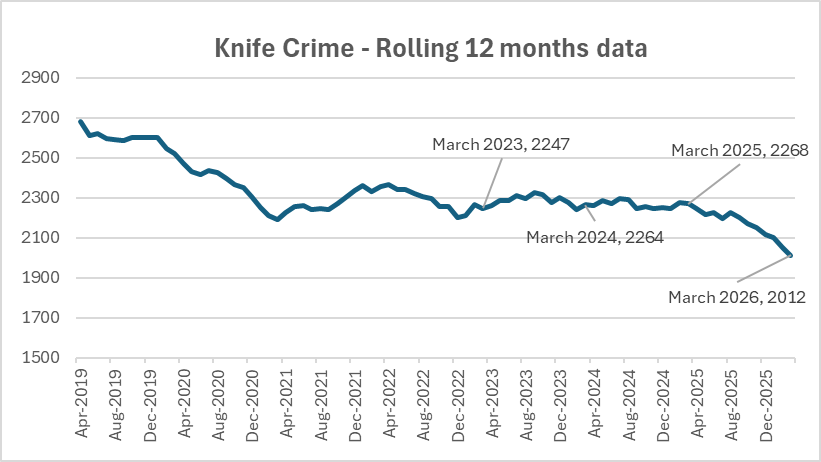 Knife Crime - Rolling 12 months data
2900
2700
2500
2300
2100
1900
1700
1500
March 2023, 2247
March 2025, 2268
March 2024, 2264
March 2026, 2012
Apr-2019
Aug-2019
Dec-2019
Apr-2020
Aug-2020
Dec-2020
Apr-2021
Aug-2021
Dec-2021
Apr-2022
Aug-2022
Dec-2022
Apr-2023
Aug-2023
Dec-2023
Apr-2024
Aug-2024
Dec-2024
Apr-2025
Aug-2025
Dec-2025